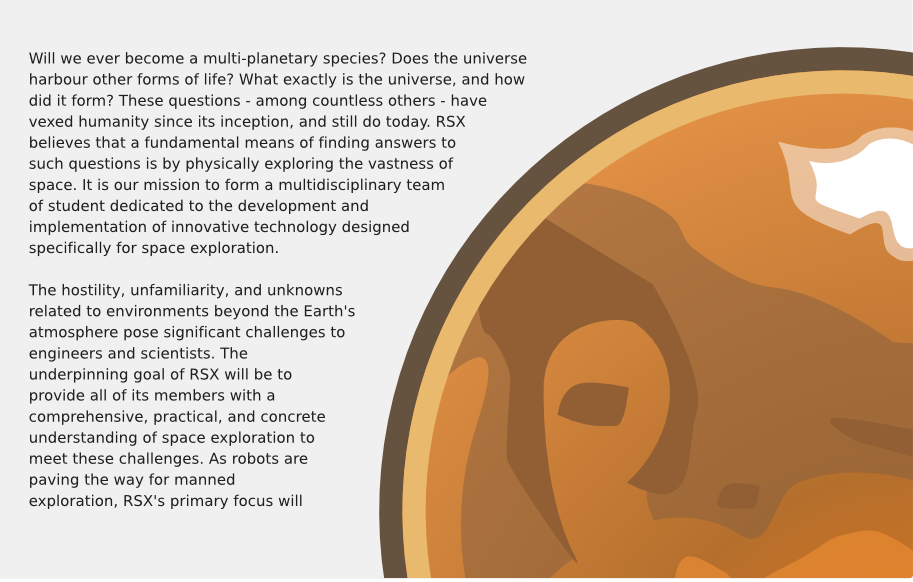 Will we ever become a multi-planetary species? Does the universe
harbour other forms of life? What exactly is the universe, and how
did it form? These questions - among countless others - have
vexed humanity since its inception, and still do today. RSX
believes that a fundamental means of finding answers to
such questions is by physically exploring the vastness of
space. It is our mission to form a multidisciplinary team
of student dedicated to the development and
implementation of innovative technology designed
specifically for space exploration.
The hostility, unfamiliarity, and unknowns
related to environments beyond the Earth's
atmosphere pose significant challenges to
engineers and scientists. The
underpinning goal of RSX will be to
provide all of its members with a
comprehensive, practical, and concrete
understanding of space exploration to
meet these challenges. As robots are
paving the way for manned
exploration, RSX's primary focus will